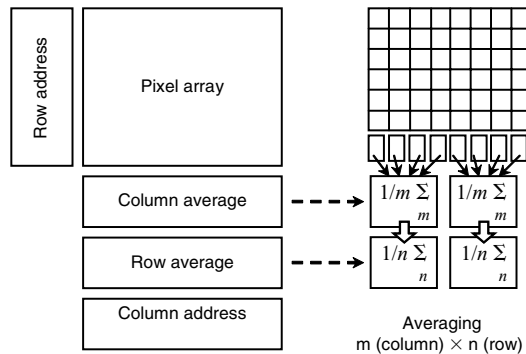 Row address
Pixel array
Column average
1/m Σ m
1/m Σ m
Row average
1/n Σ n
1/n Σ n
Column address
Averaging
m (column) × n (row)